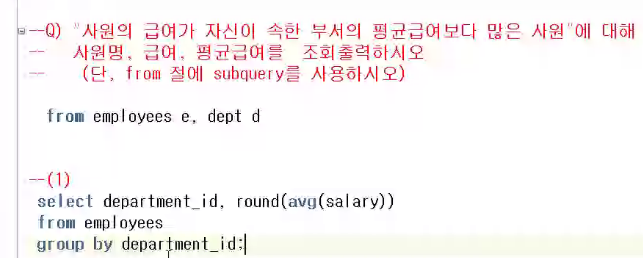 --Q) "사원의 급여가 자신이 속한 부서의 평균급여보다 많은 사원"에 대해
-- 사원명, 급여, 평균급여를 조회출력하시오
-- (단, from 절에 subquery를 사용하시오)
from employees e, dept d
--(1)
select department_id, round(avg(salary))
from employees
group by department_id;